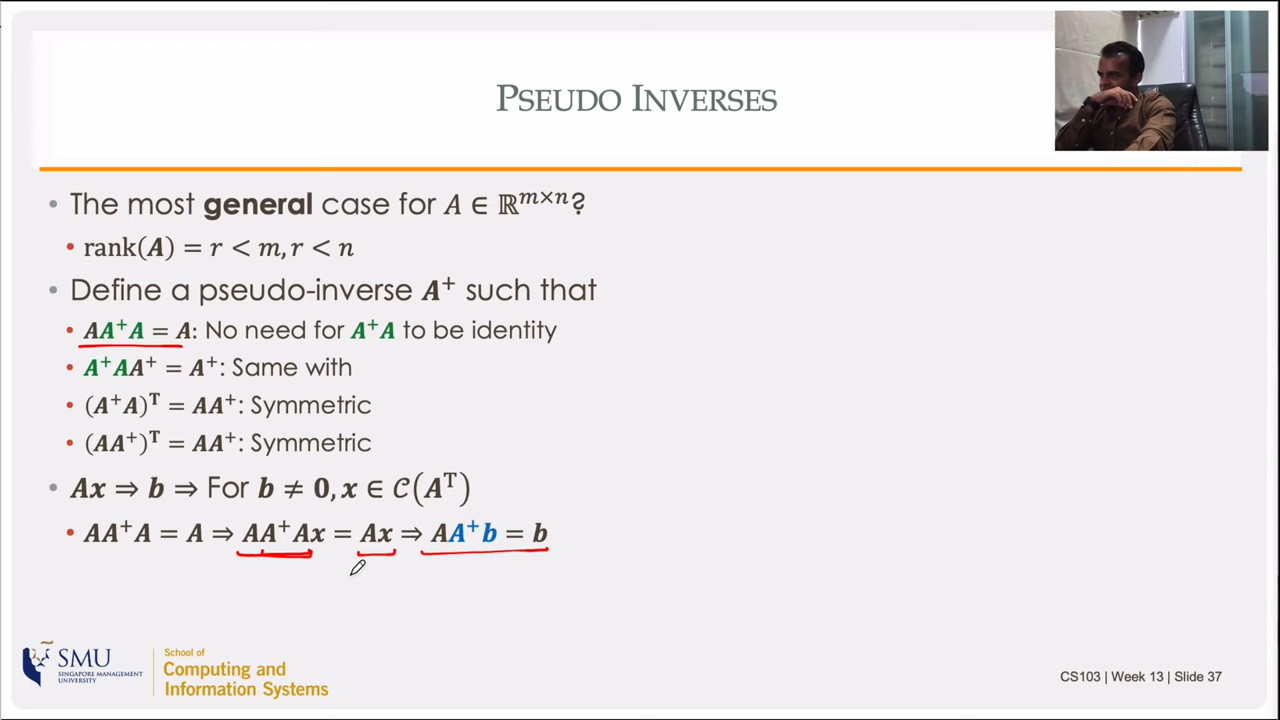 PSEUDO INVERSES
• The most general case for A ∈ ℝᵐˣⁿ?
• rank(A) = r < m, r < n
• Define a pseudo-inverse A⁺ such that
• AA⁺A = A: No need for A⁺A to be identity
• A⁺AA⁺ = A⁺: Same with
• (A⁺A)ᵀ = AA⁺: Symmetric
• (AA⁺)ᵀ = AA⁺: Symmetric
• Ax ⇒ b ⇒ For b ≠ 0, x ∈ 𝒞(Aᵀ)
• AA⁺A = A ⇒ AA⁺Ax = Ax ⇒ AA⁺b = b
SMU
SINGAPORE MANAGEMENT
UNIVERSITY
School of
Computing and
Information Systems
CS103 | Week 13 | Slide 37